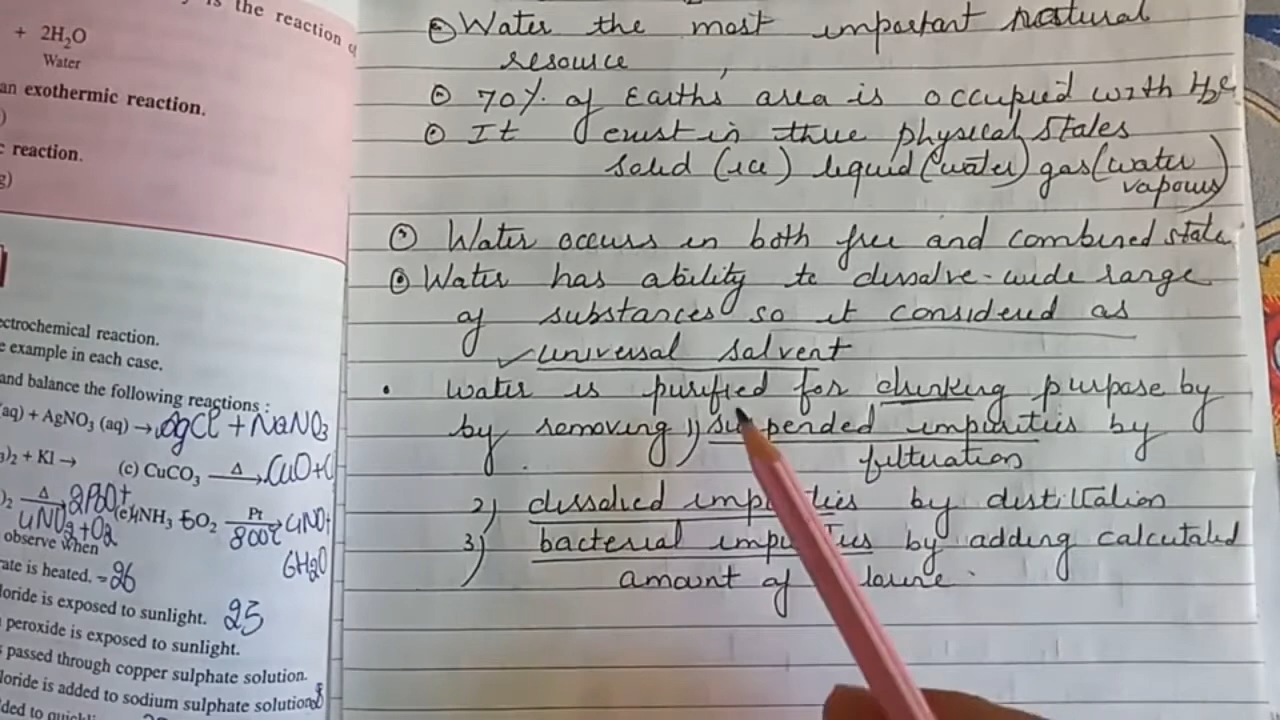 is the reaction
+ 2H₂O
Water
an exothermic reaction.
c reaction.
g)
ectrochemical reaction.
e example in each case.
and balance the following reactions :
(aq) + AgNO₃ (aq) → AgCl + NaNO₃
)₂ + KI → (c) CuCO₃ Δ→ CuO + C
)₂ Δ→ 2PbO +
4NO₂ + O₂
NH₃ 5O₂ Pt 800°C → 4NO +
6H₂O
observe when
ate is heated. = 26
loride is exposed to sunlight. 25
peroxide is exposed to sunlight.
s passed through copper sulphate solution.
loride is added to sodium sulphate solution
Water the most important natural
resource
70% of Earth's area is occupied with H₂O
It exist in three physical states
solid (ice) liquid (water) gas (water
vapours)
Water occurs in both free and combined state
Water has ability to dissolve wide range
of substances so it considered as
universal solvent
• water is purified for drinking purpose by
by removing 1) suspended impurities by
filtration
2) dissolved impurities by distillation
3) bacterial impurities by adding calculated
amount of